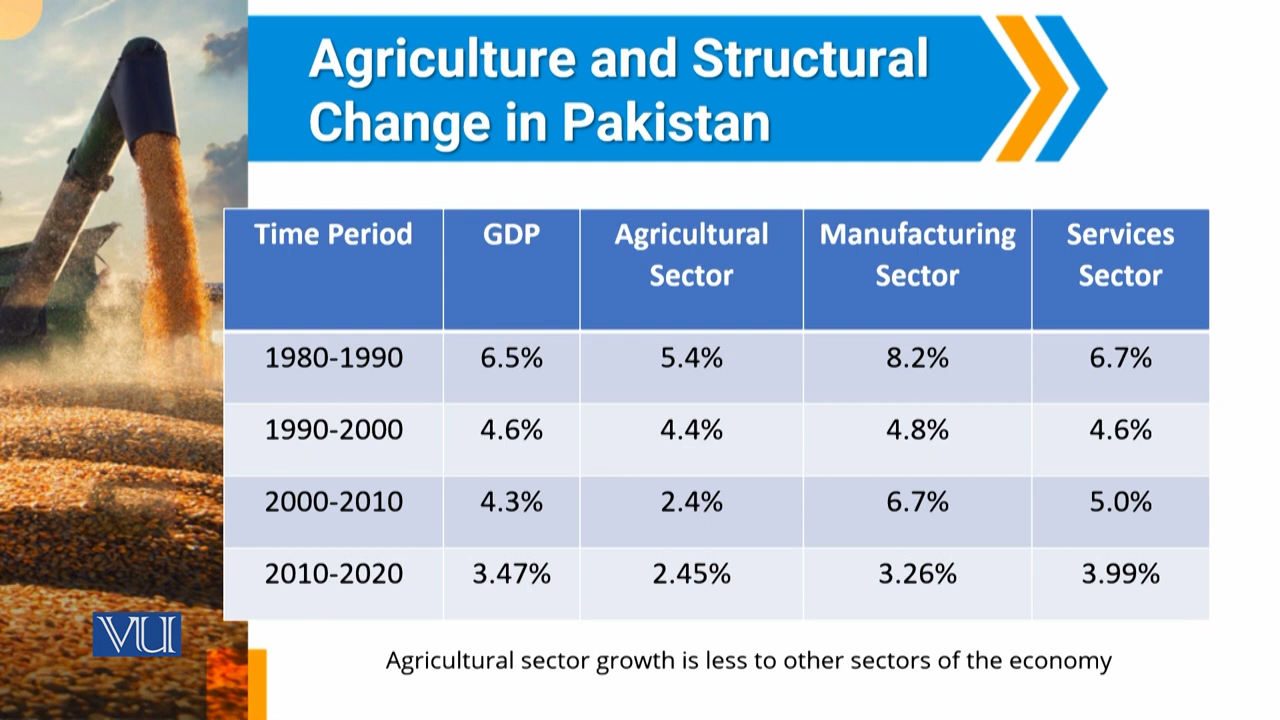 Agriculture and Structural
Change in Pakistan
Time Period GDP Agricultural Sector Manufacturing Sector Services Sector
1980-1990 6.5% 5.4% 8.2% 6.7%
1990-2000 4.6% 4.4% 4.8% 4.6%
2000-2010 4.3% 2.4% 6.7% 5.0%
2010-2020 3.47% 2.45% 3.26% 3.99%
VU
Agricultural sector growth is less to other sectors of the economy